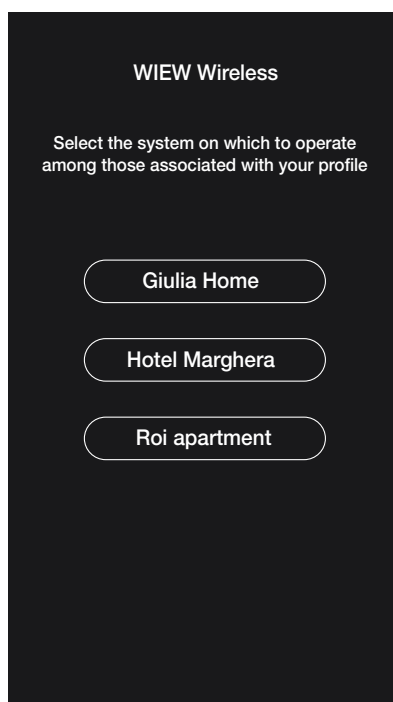 WIEW Wireless
Select the system on which to operate
among those associated with your profile
Giulia Home
Hotel Marghera
Roi apartment